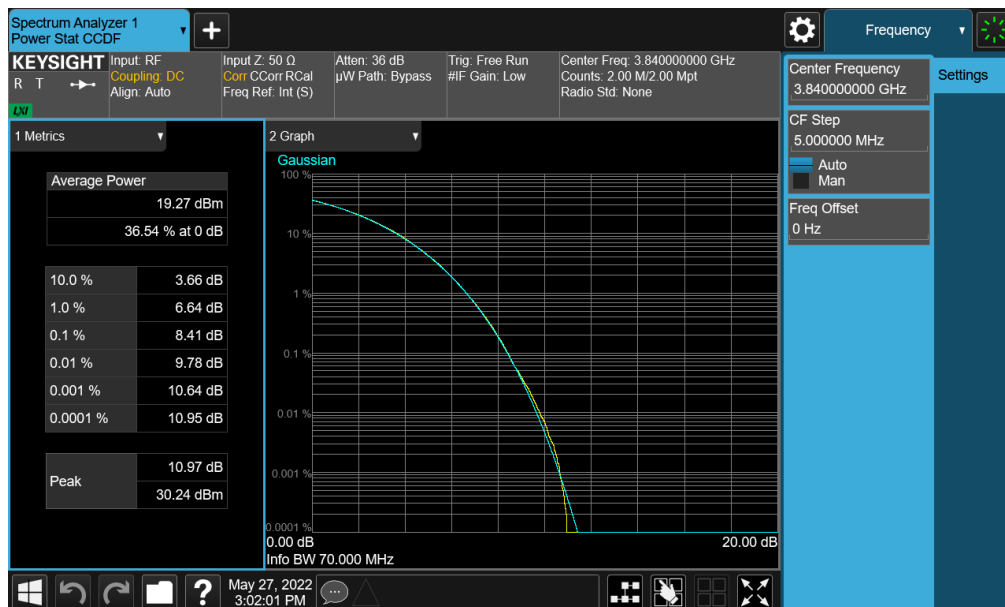 Spectrum Analyzer 1
Power Stat CCDF
+
Frequency
KEYSIGHT
R T
LXI
Input: RF
Coupling: DC
Align: Auto
Input Z: 50 Ω
Corr CCorr RCal
Freq Ref: Int (S)
Atten: 36 dB
µW Path: Bypass
Trig: Free Run
#IF Gain: Low
Center Freq: 3.840000000 GHz
Counts: 2.00 M/2.00 Mpt
Radio Std: None
Center Frequency
3.840000000 GHz
Settings
CF Step
5.000000 MHz
Auto
Man
Freq Offset
0 Hz
1 Metrics
Average Power
19.27 dBm
36.54 % at 0 dB
10.0 % 3.66 dB
1.0 % 6.64 dB
0.1 % 8.41 dB
0.01 % 9.78 dB
0.001 % 10.64 dB
0.0001 % 10.95 dB
Peak
10.97 dB
30.24 dBm
2 Graph
Gaussian
100 %
10 %
1 %
0.1 %
0.01 %
0.001 %
0.0001 %
0.00 dB 20.00 dB
Info BW 70.000 MHz
?
May 27, 2022
3:02:01 PM